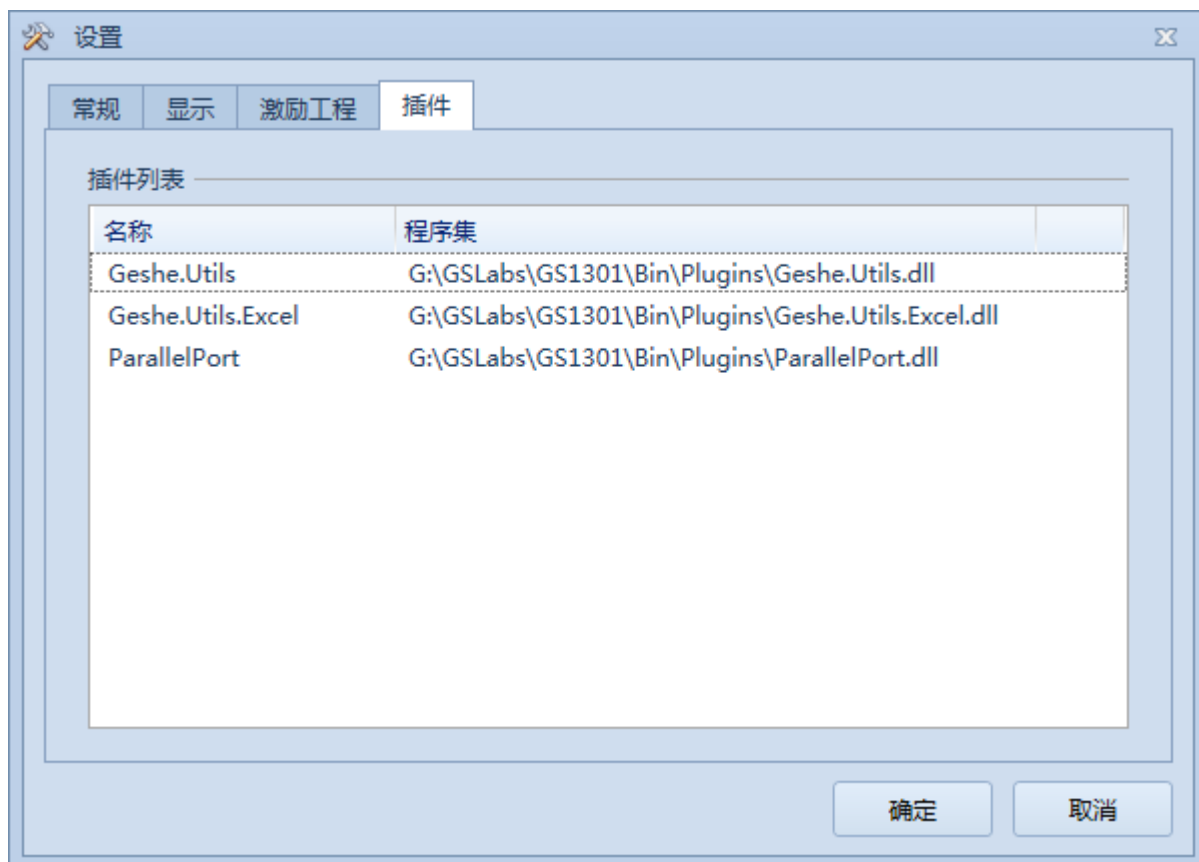 设置
常规 显示 激励工程 插件
插件列表
名称 程序集
Geshe.Utils G:\GSLabs\GS1301\Bin\Plugins\Geshe.Utils.dll
Geshe.Utils.Excel G:\GSLabs\GS1301\Bin\Plugins\Geshe.Utils.Excel.dll
ParallelPort G:\GSLabs\GS1301\Bin\Plugins\ParallelPort.dll
确定 取消